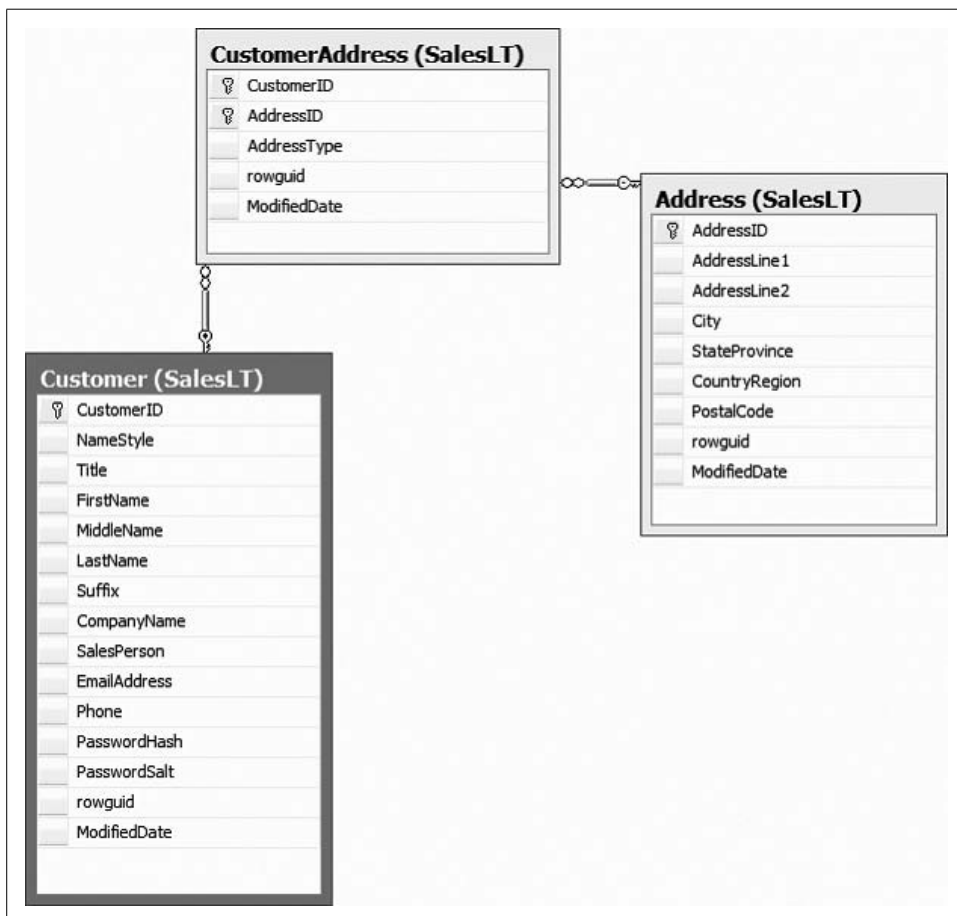 CustomerAddress (SalesLT)
CustomerID
AddressID
AddressType
rowguid
ModifiedDate
Address (SalesLT)
AddressID
AddressLine1
AddressLine2
City
StateProvince
CountryRegion
PostalCode
rowguid
ModifiedDate
Customer (SalesLT)
CustomerID
NameStyle
Title
FirstName
MiddleName
LastName
Suffix
CompanyName
SalesPerson
EmailAddress
Phone
PasswordHash
PasswordSalt
rowguid
ModifiedDate